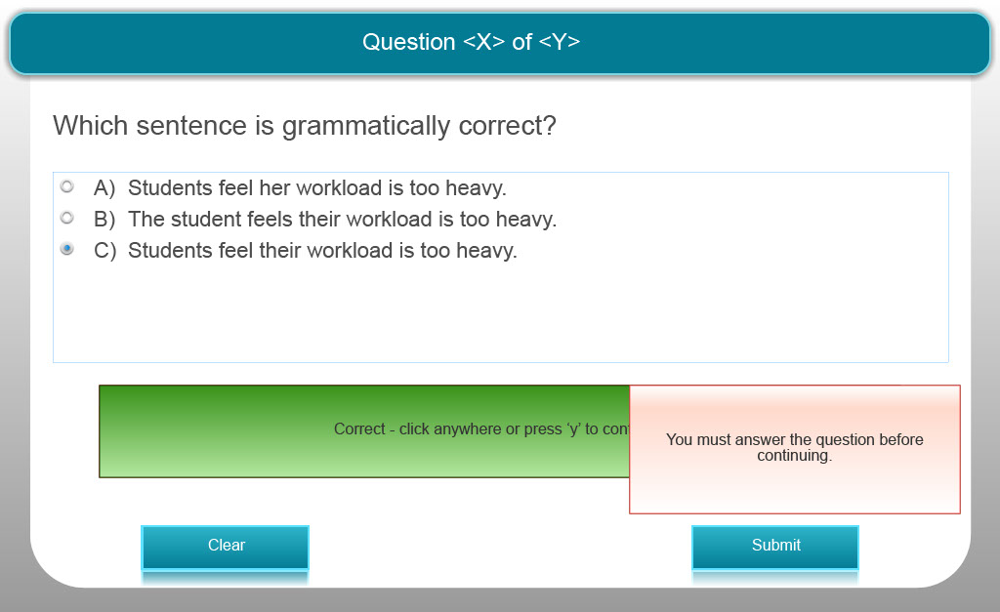 Question <X> of <Y>
Which sentence is grammatically correct?
A) Students feel her workload is too heavy.
B) The student feels their workload is too heavy.
C) Students feel their workload is too heavy.
Correct - click anywhere or press ‘y’ to con
You must answer the question before
continuing.
Clear
Submit